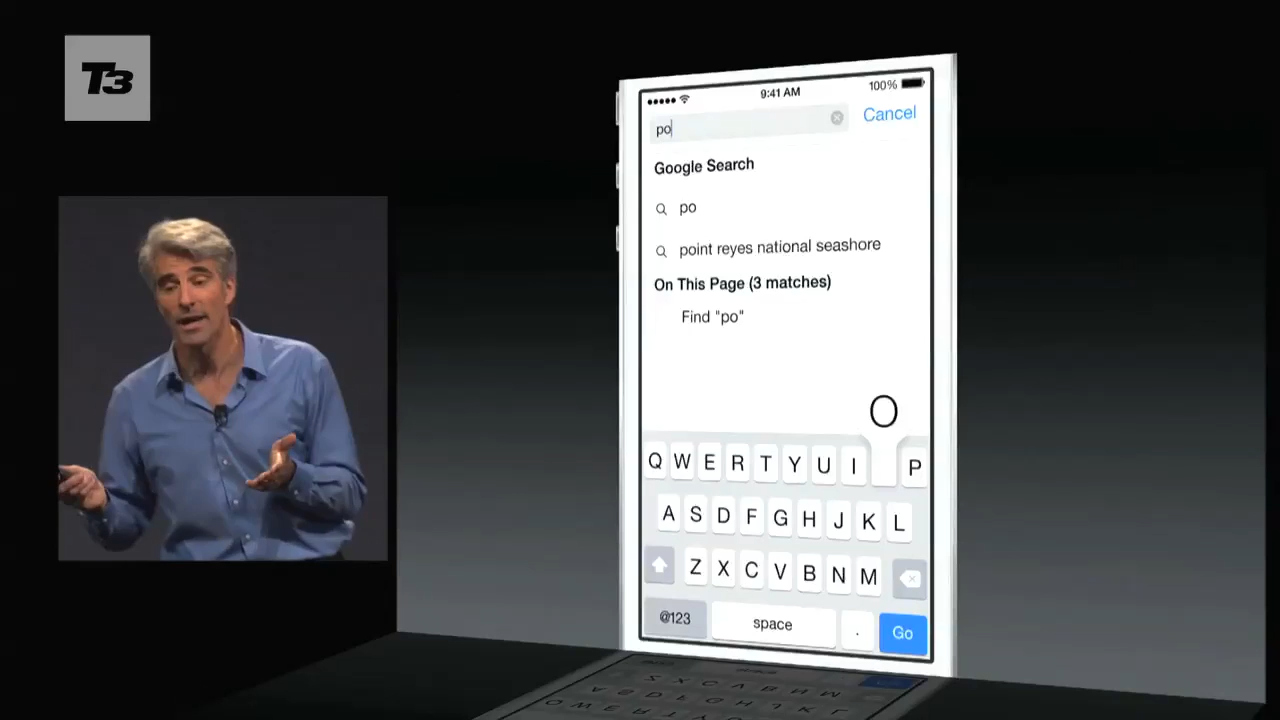 T3
9:41 AM
100%
po
Cancel
Google Search
po
point reyes national seashore
On This Page (3 matches)
Find "po"
O
Q W E R T Y U I P
A S D F G H J K L
Z X C V B N M
@123 space . Go